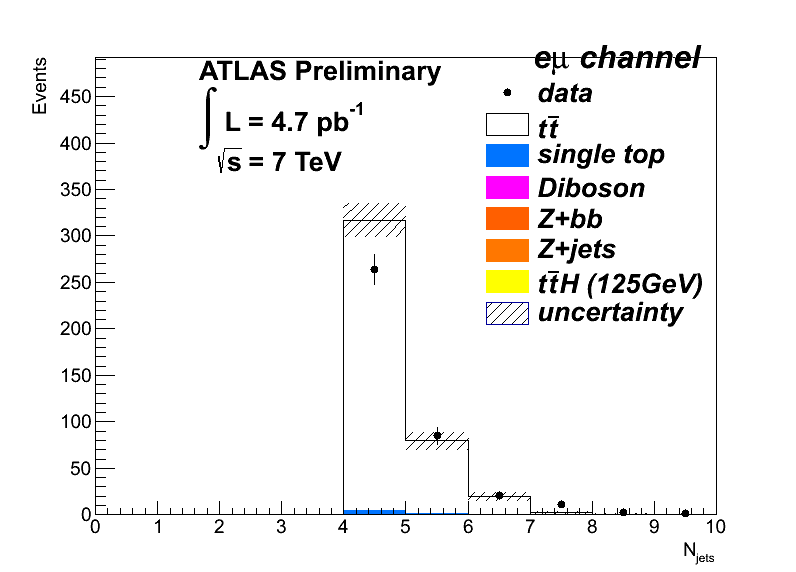 eμ channel
ATLAS Preliminary
∫ L = 4.7 pb⁻¹
√s = 7 TeV
data
tt̄
single top
Diboson
Z+bb
Z+jets
tt̄H (125GeV)
uncertainty
Events
450
400
350
300
250
200
150
100
50
0
0 1 2 3 4 5 6 7 8 9 10
N_jets